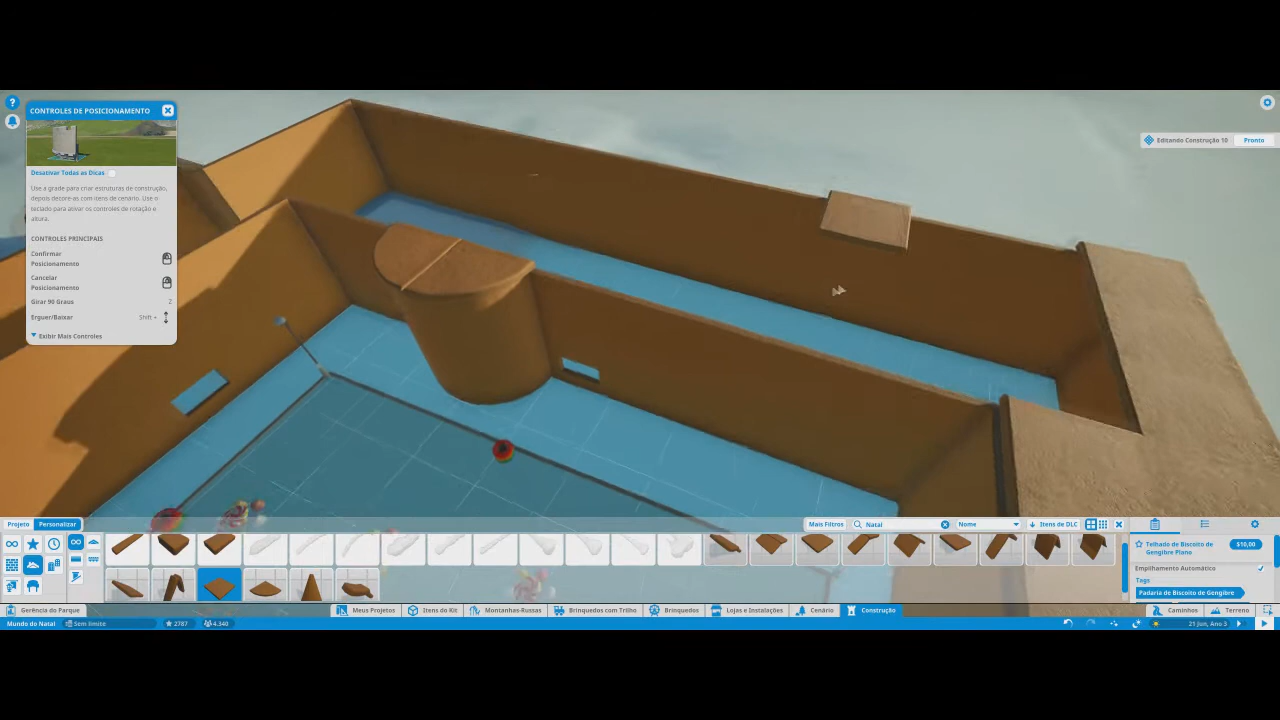 ?
CONTROLES DE POSICIONAMENTO
Desativar Todas as Dicas
Use a grade para criar estruturas de construção,
depois decore-as com itens de cenário. Use o
teclado para ativar os controles de rotação e
altura.
CONTROLES PRINCIPAIS
Confirmar
Posicionamento
Cancelar
Posicionamento
Girar 90 Graus Z
Erguer/Baixar Shift +
Exibir Mais Controles
Editando Construção 10 Pronto
Projeto Personalizar Mais Filtros Natal Nome Itens de DLC
Telhado de Biscoito de
Gengibre Plano
$10,00
Empilhamento Automático
Tags
Padaria de Biscoito de Gengibre
Gerência do Parque Meus Projetos Itens do Kit Montanhas-Russas Brinquedos com Trilho Brinquedos Lojas e Instalações Cenário Construção Caminhos Terreno
Mundo do Natal Sem limite 2787 4.340 21 Jun, Ano 3